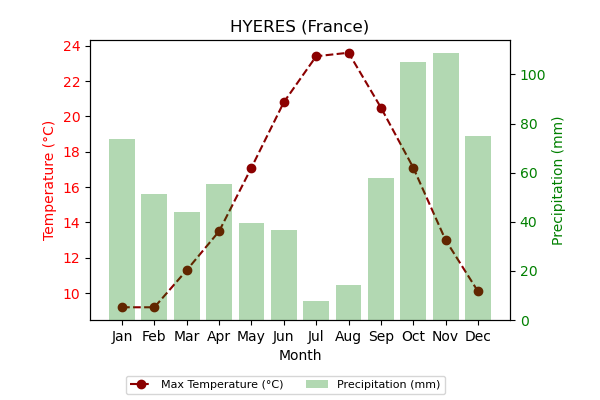 HYERES (France)
24
22
20
18
16
14
12
10
Temperature (°C)
100
80
60
40
20
0
Precipitation (mm)
Jan Feb Mar Apr May Jun Jul Aug Sep Oct Nov Dec
Month
Max Temperature (°C) Precipitation (mm)